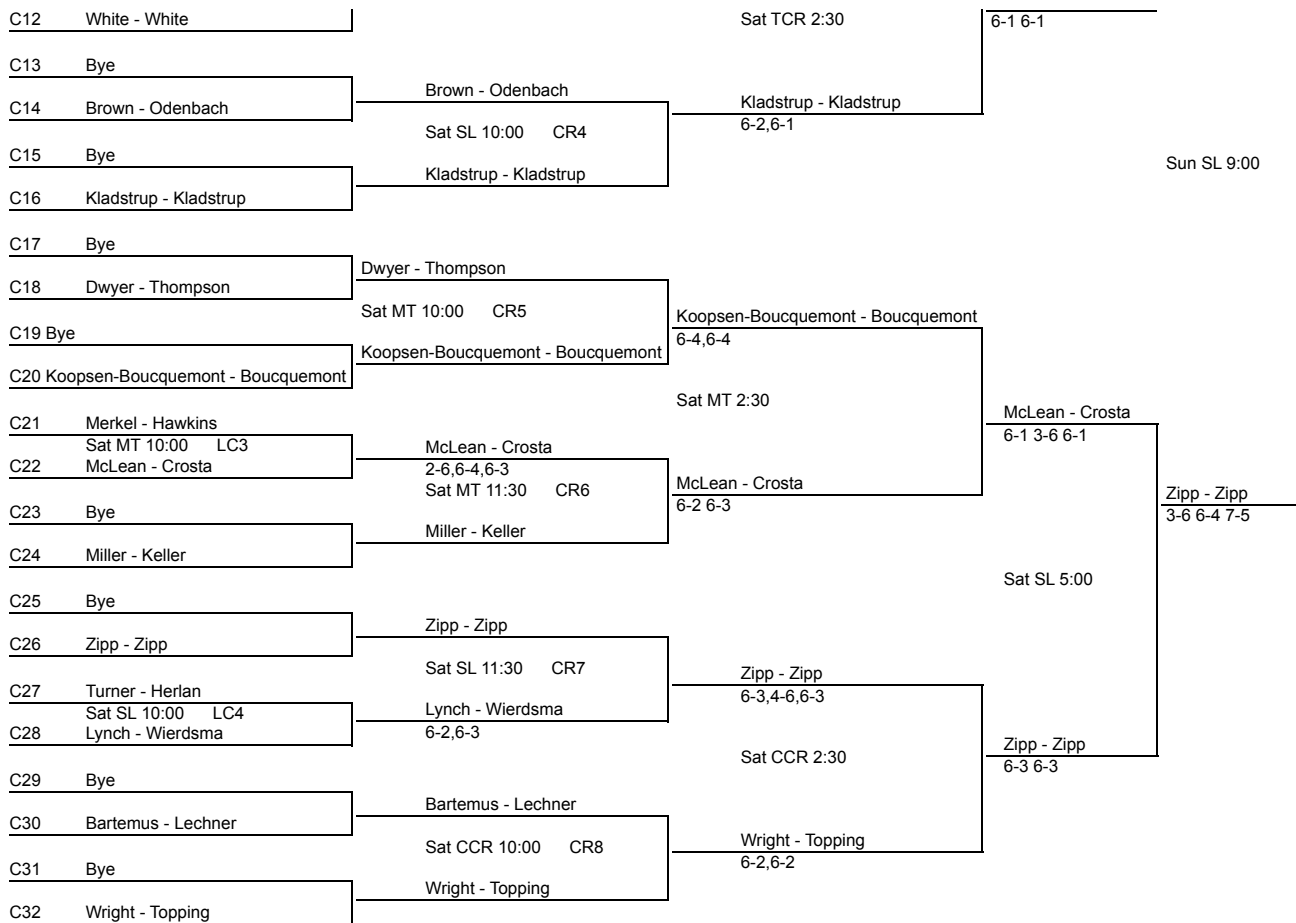 C12 White - White
Sat TCR 2:30
6-1 6-1
C13 Bye
Brown - Odenbach
C14 Brown - Odenbach
Kladstrup - Kladstrup
6-2,6-1
Sat SL 10:00 CR4
C15 Bye
Sun SL 9:00
Kladstrup - Kladstrup
C16 Kladstrup - Kladstrup
C17 Bye
Dwyer - Thompson
C18 Dwyer - Thompson
Sat MT 10:00 CR5
Koopsen-Boucquemont - Boucquemont
6-4,6-4
C19 Bye
Koopsen-Boucquemont - Boucquemont
C20 Koopsen-Boucquemont - Boucquemont
Sat MT 2:30
C21 Merkel - Hawkins
McLean - Crosta
6-1 3-6 6-1
Sat MT 10:00 LC3
C22 McLean - Crosta
McLean - Crosta
2-6,6-4,6-3
Sat MT 11:30 CR6
McLean - Crosta
6-2 6-3
Zipp - Zipp
3-6 6-4 7-5
C23 Bye
Miller - Keller
C24 Miller - Keller
Sat SL 5:00
C25 Bye
Zipp - Zipp
C26 Zipp - Zipp
Sat SL 11:30 CR7
Zipp - Zipp
6-3,4-6,6-3
C27 Turner - Herlan
Sat SL 10:00 LC4
C28 Lynch - Wierdsma
Lynch - Wierdsma
6-2,6-3
Sat CCR 2:30
Zipp - Zipp
6-3 6-3
C29 Bye
Bartemus - Lechner
C30 Bartemus - Lechner
Sat CCR 10:00 CR8
Wright - Topping
6-2,6-2
C31 Bye
Wright - Topping
C32 Wright - Topping